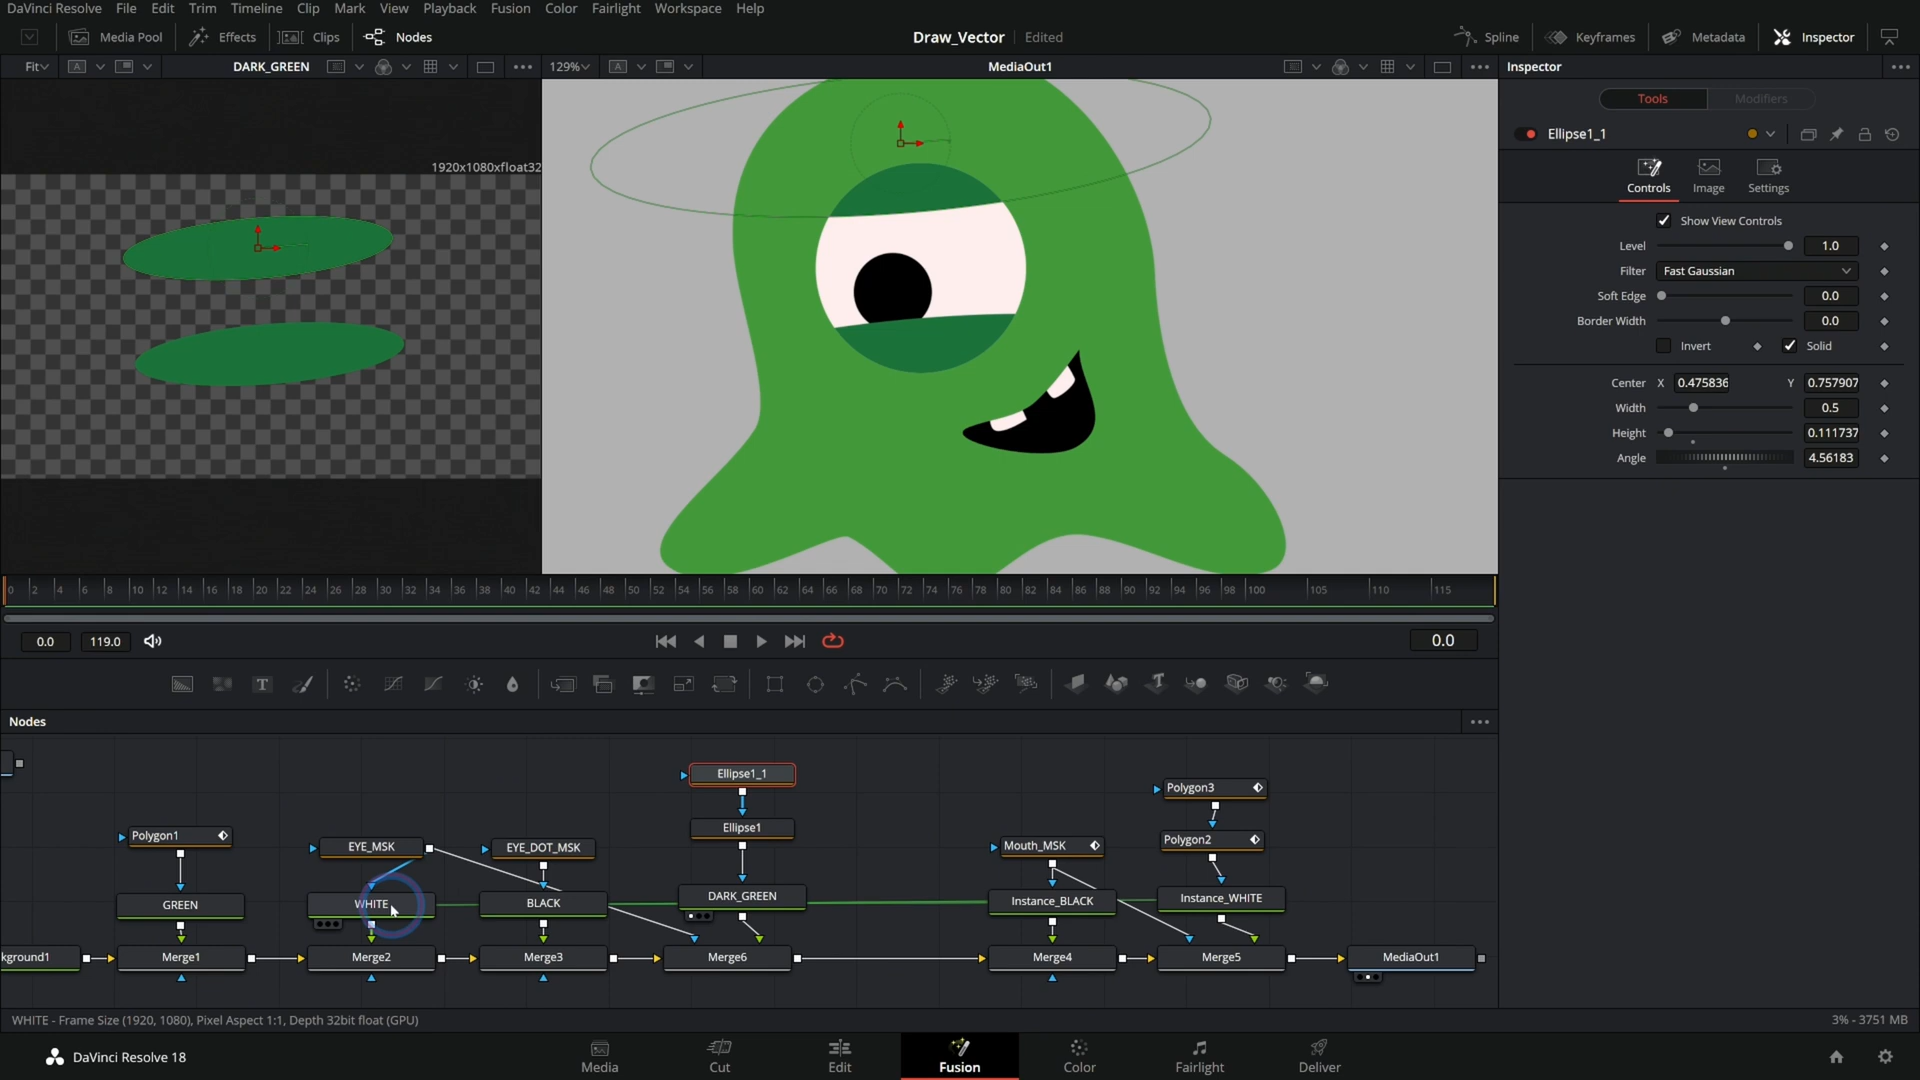 DaVinci Resolve File Edit Trim Timeline Clip Mark View Playback Fusion Color Fairlight Workspace Help
Media Pool Effects Clips Nodes Draw_Vector Edited Spline Keyframes Metadata Inspector
Fit A DARK_GREEN 129% A MediaOut1 Inspector
Tools Modifiers
Ellipse1_1
Controls Image Settings
Show View Controls
Level 1.0
Filter Fast Gaussian
Soft Edge 0.0
Border Width 0.0
Invert Solid
Center X 0.475836 Y 0.757907
Width 0.5
Height 0.111737
Angle 4.56183
1920x1080xfloat32
0 2 4 6 8 10 12 14 16 18 20 22 24 26 28 30 32 34 36 38 40 42 44 46 48 50 52 54 56 58 60 62 64 66 68 70 72 74 76 78 80 82 84 86 88 90 92 94 96 98 100 105 110 115
0.0 119.0 0.0
Nodes
Ellipse1_1
Polygon3
Ellipse1
Polygon1
EYE_MSK
EYE_DOT_MSK
Mouth_MSK
Polygon2
GREEN
WHITE
BLACK
DARK_GREEN
Instance_BLACK
Instance_WHITE
kground1 Merge1 Merge2 Merge3 Merge6 Merge4 Merge5 MediaOut1
WHITE - Frame Size (1920, 1080), Pixel Aspect 1:1, Depth 32bit float (GPU) 3% - 3751 MB
DaVinci Resolve 18 Media Cut Edit Fusion Color Fairlight Deliver